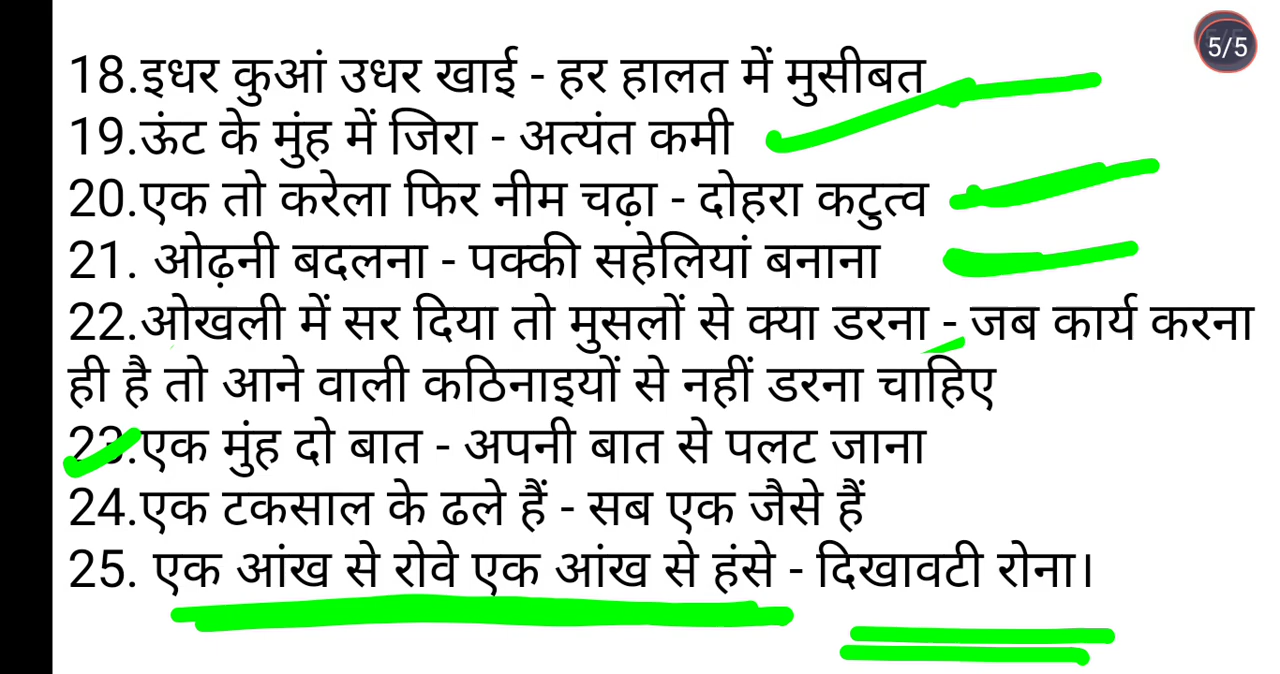 5/5
18.इधर कुआं उधर खाई - हर हालत में मुसीबत
19.ऊंट के मुंह में जिरा - अत्यंत कमी
20.एक तो करेला फिर नीम चढ़ा - दोहरा कटुत्व
21. ओढ़नी बदलना - पक्की सहेलियां बनाना
22.ओखली में सर दिया तो मुसलों से क्या डरना - जब कार्य करना
ही है तो आने वाली कठिनाइयों से नहीं डरना चाहिए
23.एक मुंह दो बात - अपनी बात से पलट जाना
24.एक टकसाल के ढले हैं - सब एक जैसे हैं
25. एक आंख से रोवे एक आंख से हंसे - दिखावटी रोना।